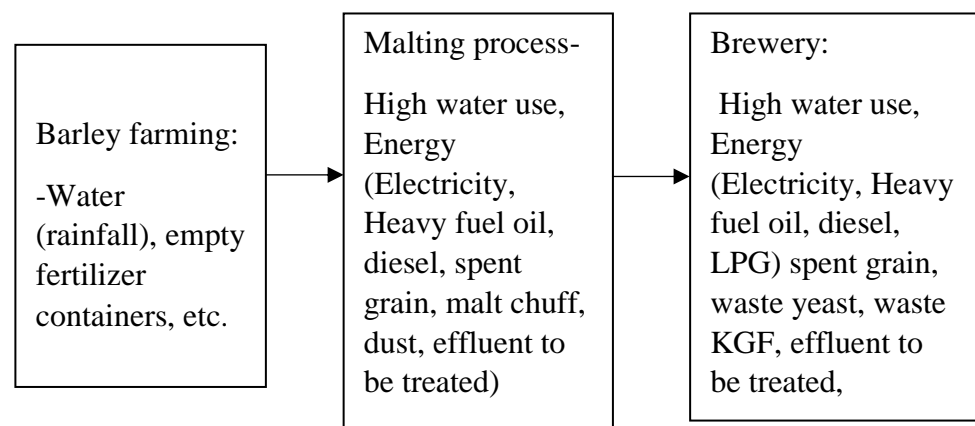 Barley farming:
-Water
(rainfall), empty
fertilizer
containers, etc.
Malting process-
High water use,
Energy
(Electricity,
Heavy fuel oil,
diesel, spent
grain, malt chuff,
dust, effluent to
be treated)
Brewery:
High water use,
Energy
(Electricity, Heavy
fuel oil, diesel,
LPG) spent grain,
waste yeast, waste
KGF, effluent to
be treated,